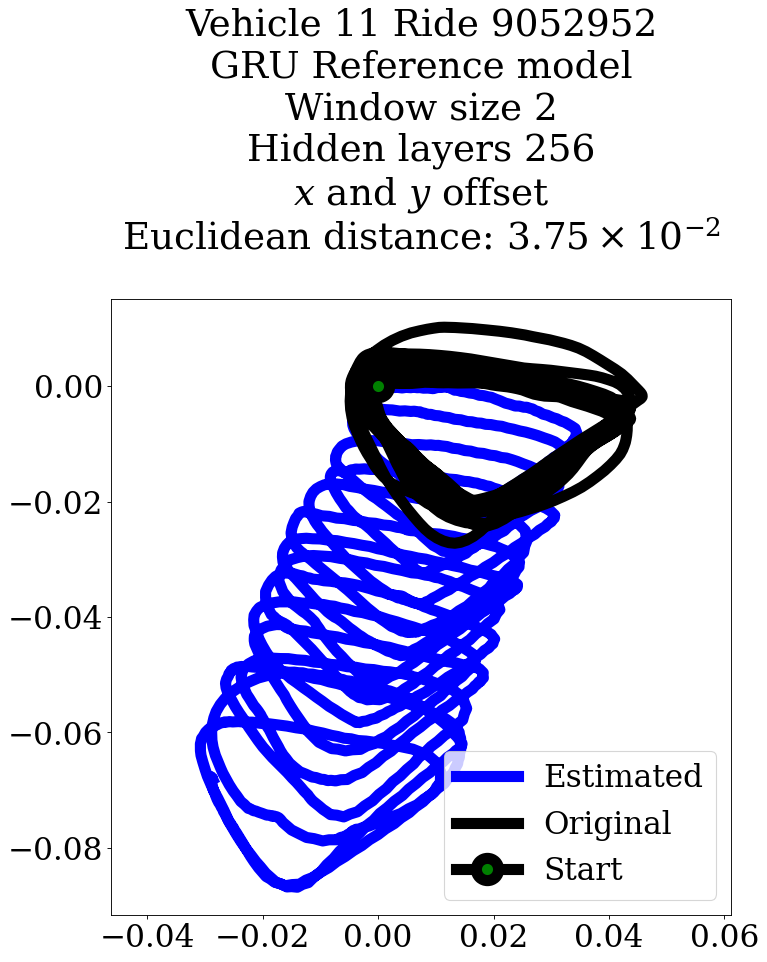 Vehicle 11 Ride 9052952
GRU Reference model
Window size 2
Hidden layers 256
x and y offset
Euclidean distance: 3.75 × 10⁻²
0.00
−0.02
−0.04
−0.06
−0.08
−0.04 −0.02 0.00 0.02 0.04 0.06
Estimated
Original
Start